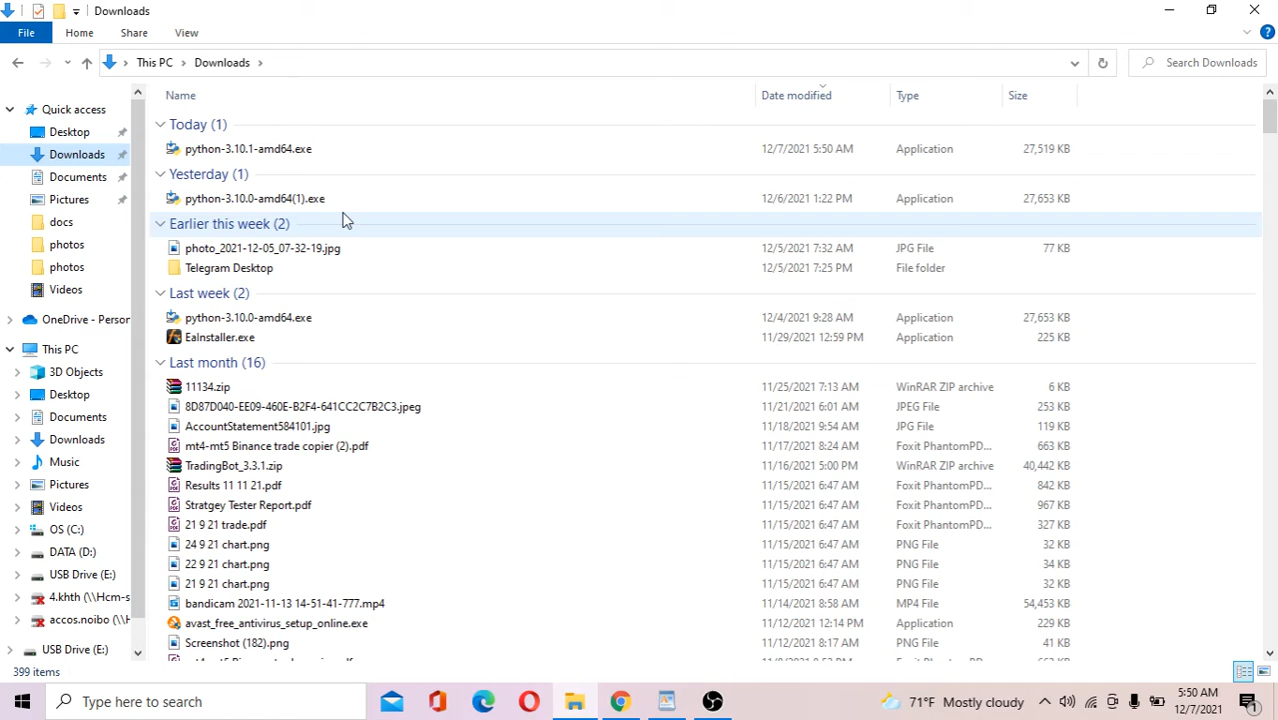 Downloads
File Home Share View
This PC Downloads Search Downloads
Name Date modified Type Size
Quick access
Desktop
Downloads
Documents
Pictures
docs
photos
photos
Videos
OneDrive - Person
This PC
3D Objects
Desktop
Documents
Downloads
Music
Pictures
Videos
OS (C:)
DATA (D:)
USB Drive (E:)
4.khth (\\Hcm-s
accos.noibo (\\H
USB Drive (E:)
Today (1)
python-3.10.1-amd64.exe 12/7/2021 5:50 AM Application 27,519 KB
Yesterday (1)
python-3.10.0-amd64(1).exe 12/6/2021 1:22 PM Application 27,653 KB
Earlier this week (2)
photo_2021-12-05_07-32-19.jpg 12/5/2021 7:32 AM JPG File 77 KB
Telegram Desktop 12/5/2021 7:25 PM File folder
Last week (2)
python-3.10.0-amd64.exe 12/4/2021 9:28 AM Application 27,653 KB
EaInstaller.exe 11/29/2021 12:59 PM Application 225 KB
Last month (16)
11134.zip 11/25/2021 7:13 AM WinRAR ZIP archive 6 KB
8D87D040-EE09-460E-B2F4-641CC2C7B2C3.jpeg 11/21/2021 6:01 AM JPEG File 253 KB
AccountStatement584101.jpg 11/18/2021 9:54 AM JPG File 119 KB
mt4-mt5 Binance trade copier (2).pdf 11/17/2021 8:24 AM Foxit PhantomPD... 663 KB
TradingBot_3.3.1.zip 11/16/2021 5:00 PM WinRAR ZIP archive 40,442 KB
Results 11 11 21.pdf 11/15/2021 6:47 AM Foxit PhantomPD... 842 KB
Stratgey Tester Report.pdf 11/15/2021 6:47 AM Foxit PhantomPD... 967 KB
21 9 21 trade.pdf 11/15/2021 6:47 AM Foxit PhantomPD... 327 KB
24 9 21 chart.png 11/15/2021 6:47 AM PNG File 32 KB
22 9 21 chart.png 11/15/2021 6:47 AM PNG File 34 KB
21 9 21 chart.png 11/15/2021 6:47 AM PNG File 32 KB
bandicam 2021-11-13 14-51-41-777.mp4 11/14/2021 8:58 AM MP4 File 54,453 KB
avast_free_antivirus_setup_online.exe 11/12/2021 12:14 PM Application 229 KB
Screenshot (182).png 11/12/2021 8:17 AM PNG File 41 KB
399 items
Type here to search 71°F Mostly cloudy 5:50 AM
12/7/2021